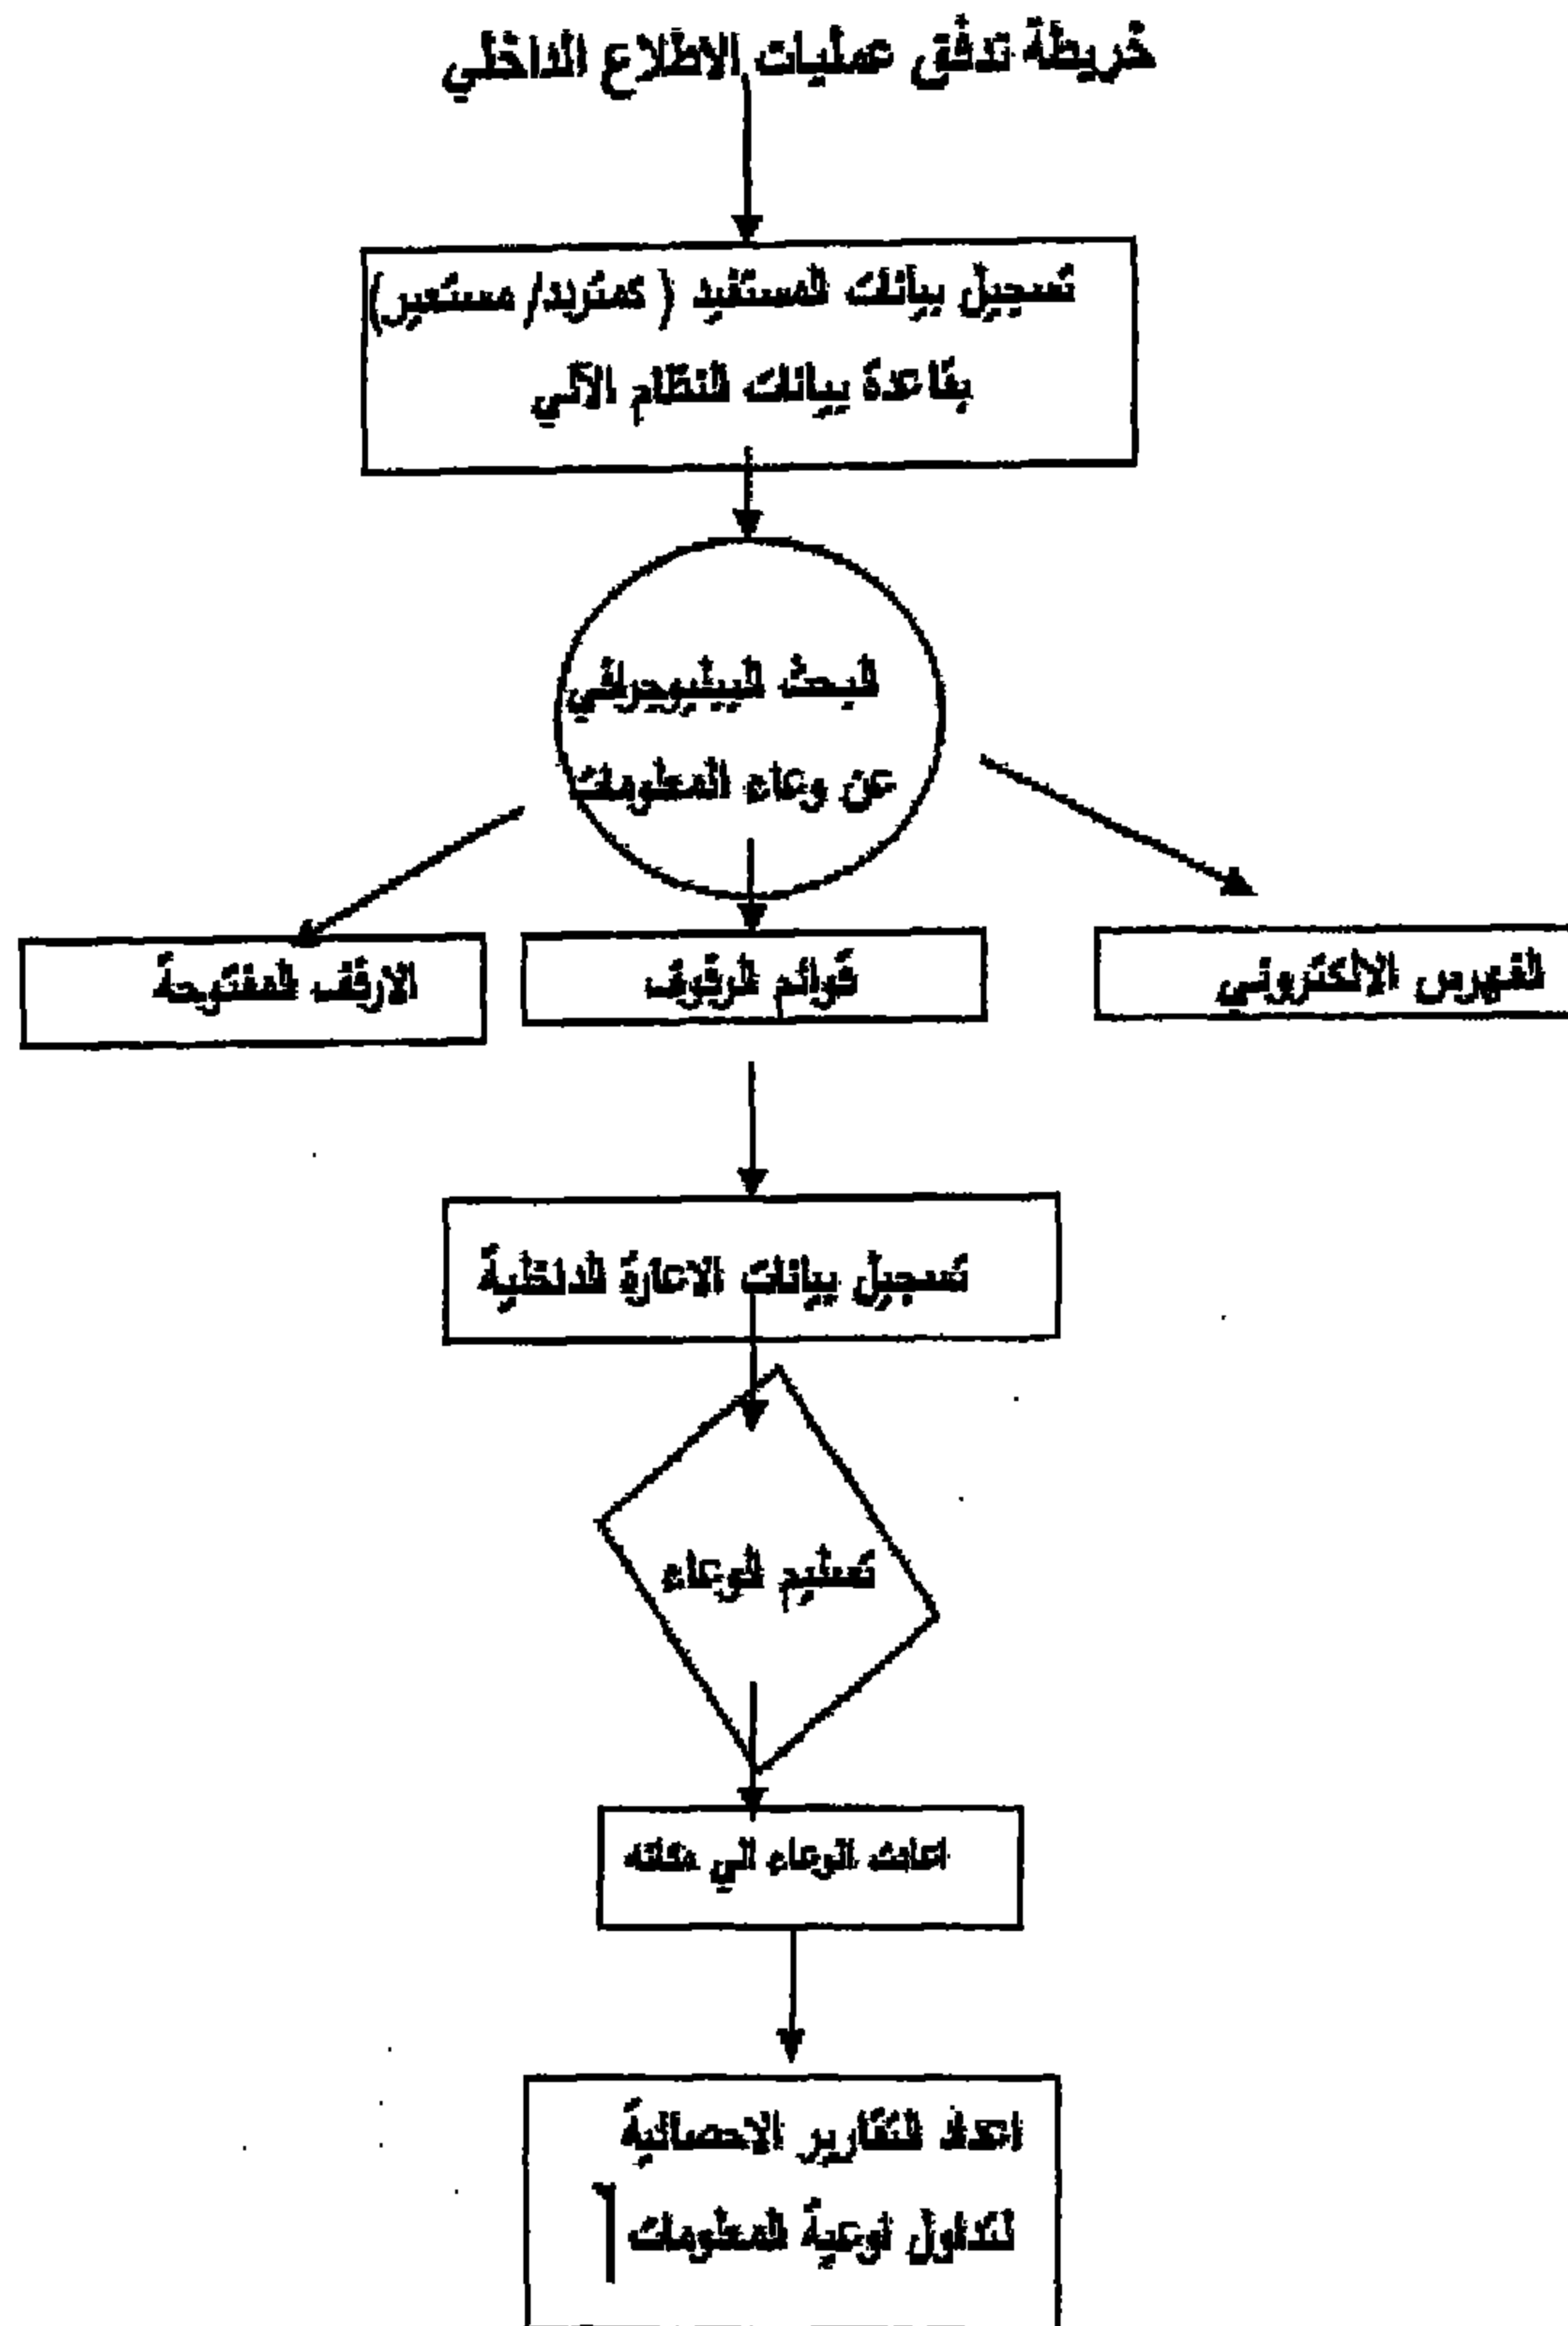 خريطة تدفق عمليات الاطلاع الداخلي
تسجيل بيانات المستفيد ( كمتردد/ مستعير)
بقاعدة بيانات النظام الآلي
البحث الببليوجرافي
عن وعاء المعلومات
الفهرس الالكتروني
قوائم الرفوف
الارفف المفتوحة
تسجيل بيانات الاعارة الداخلية
تسليم الوعاء
اعادة الوعاء الي مكانه
اعداد التقارير الاحصائية
لتداول اوعية المعلومات